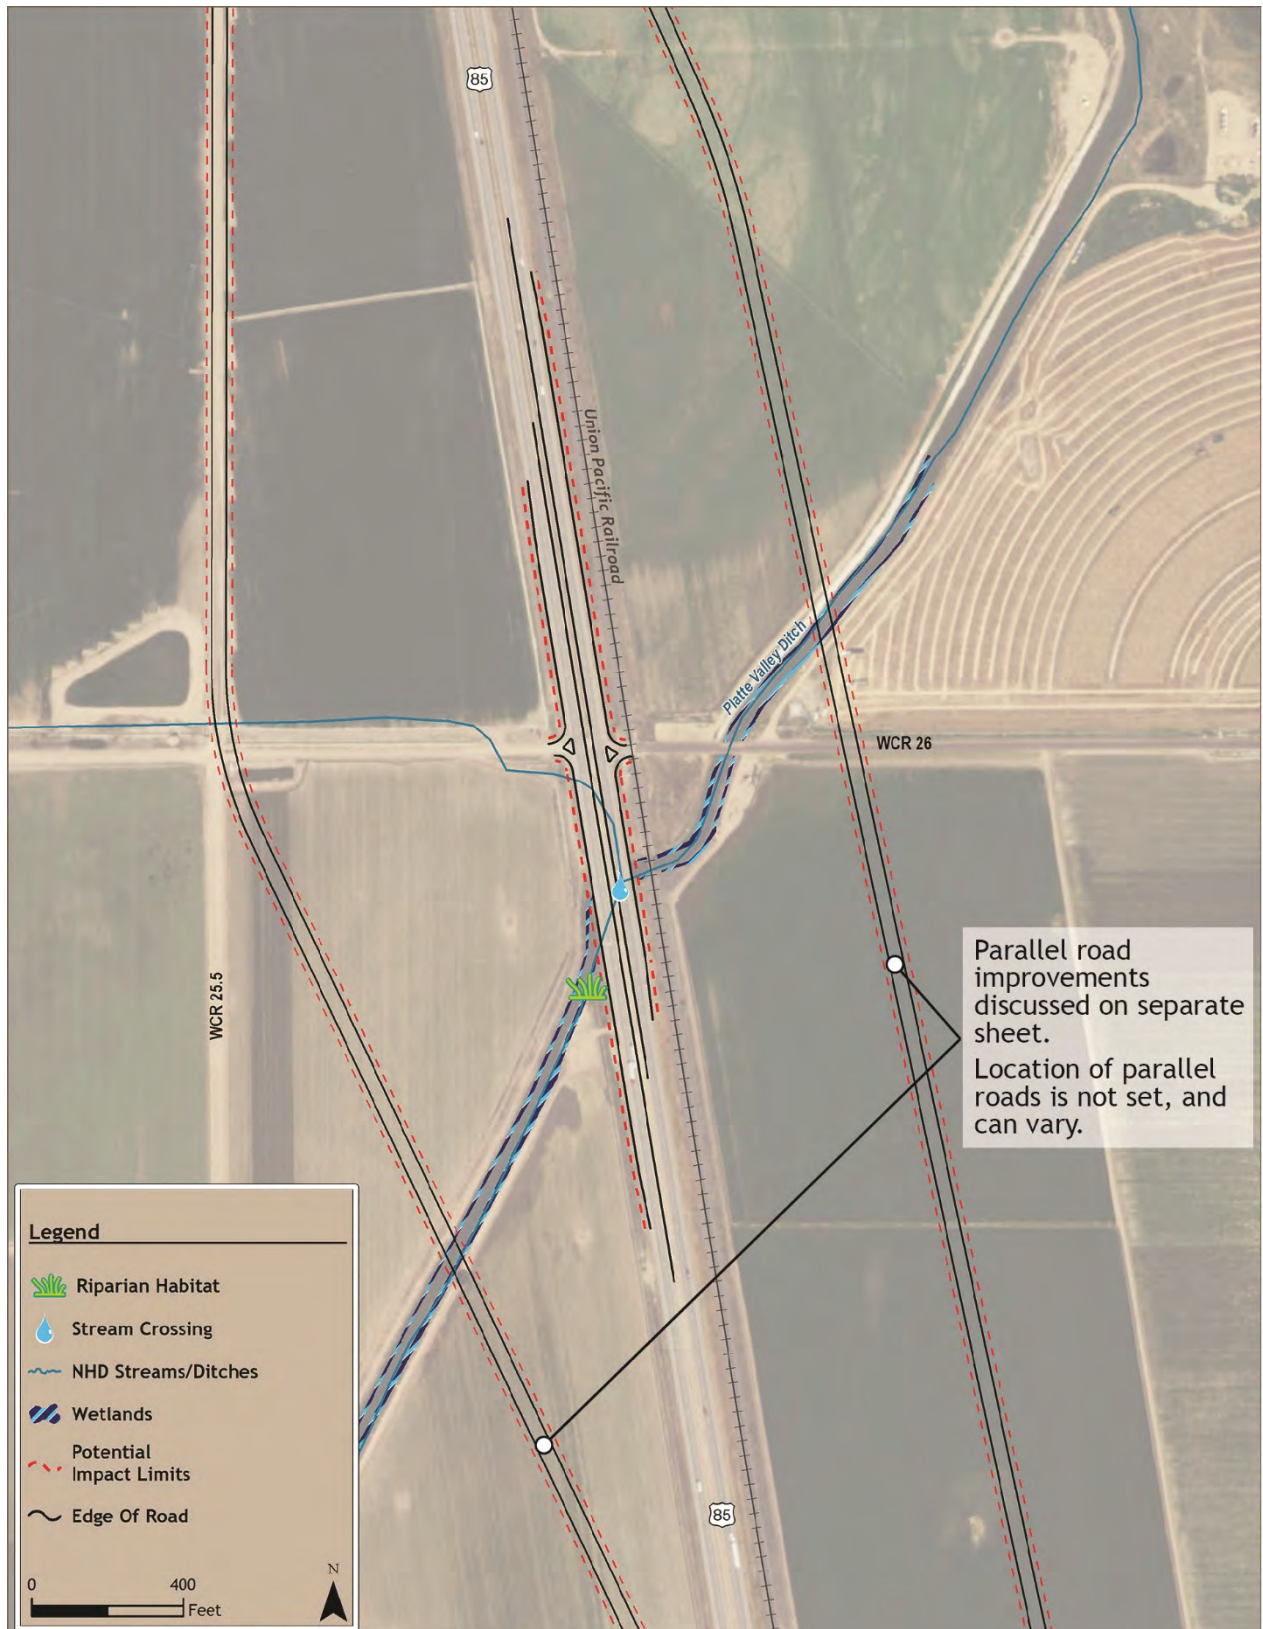 85
Union Pacific Railroad
Platte Valley Ditch
WCR 26
WCR 25.5
Parallel road
improvements
discussed on separate
sheet.
Location of parallel
roads is not set, and
can vary.
85
Legend
Riparian Habitat
Stream Crossing
NHD Streams/Ditches
Wetlands
Potential
Impact Limits
Edge Of Road
N
0 400
Feet